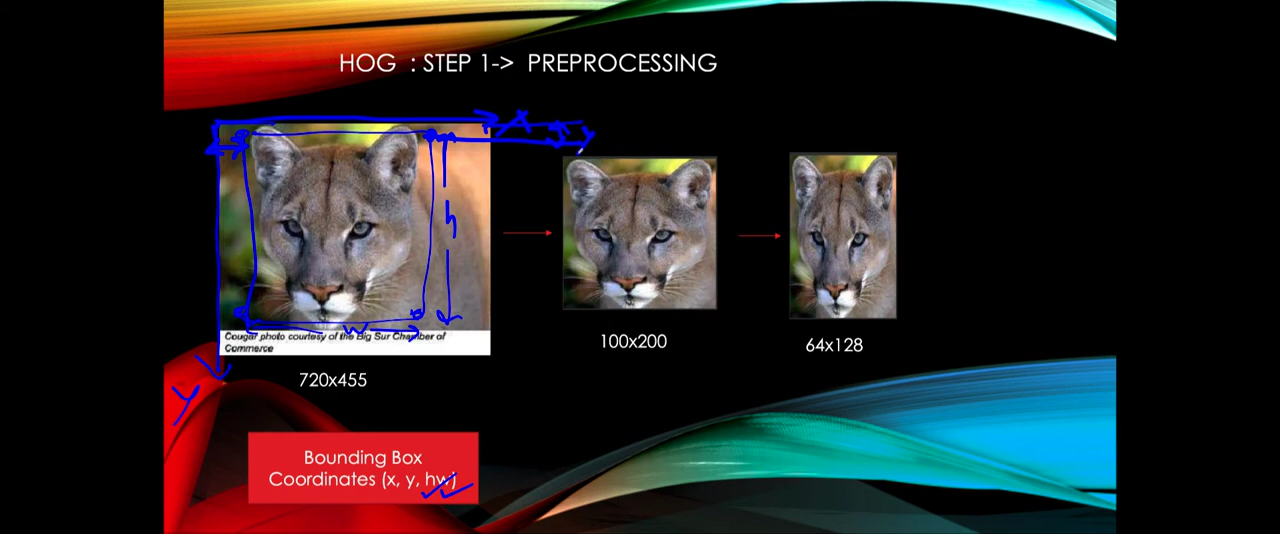 HOG : STEP 1-> PREPROCESSING
X
y
h
w
Cougar photo courtesy of the Big Sur Chamber of
Commerce
100x200
64x128
720x455
y
Bounding Box
Coordinates (x, y, hw)